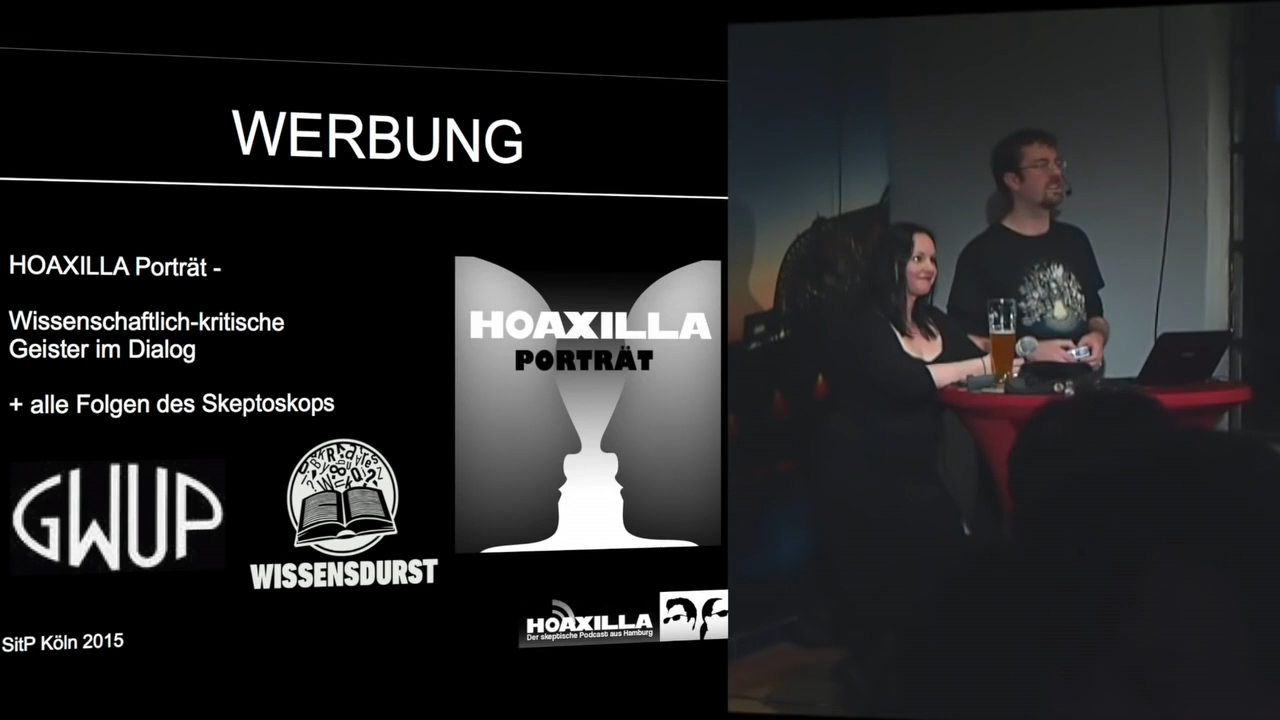 WERBUNG
HOAXILLA Porträt -
Wissenschaftlich-kritische
Geister im Dialog
+ alle Folgen des Skeptoskops
HOAXILLA
PORTRÄT
GWUP
WISSENSDURST
HOAXILLA
Der skeptische Podcast aus Hamburg
SitP Köln 2015